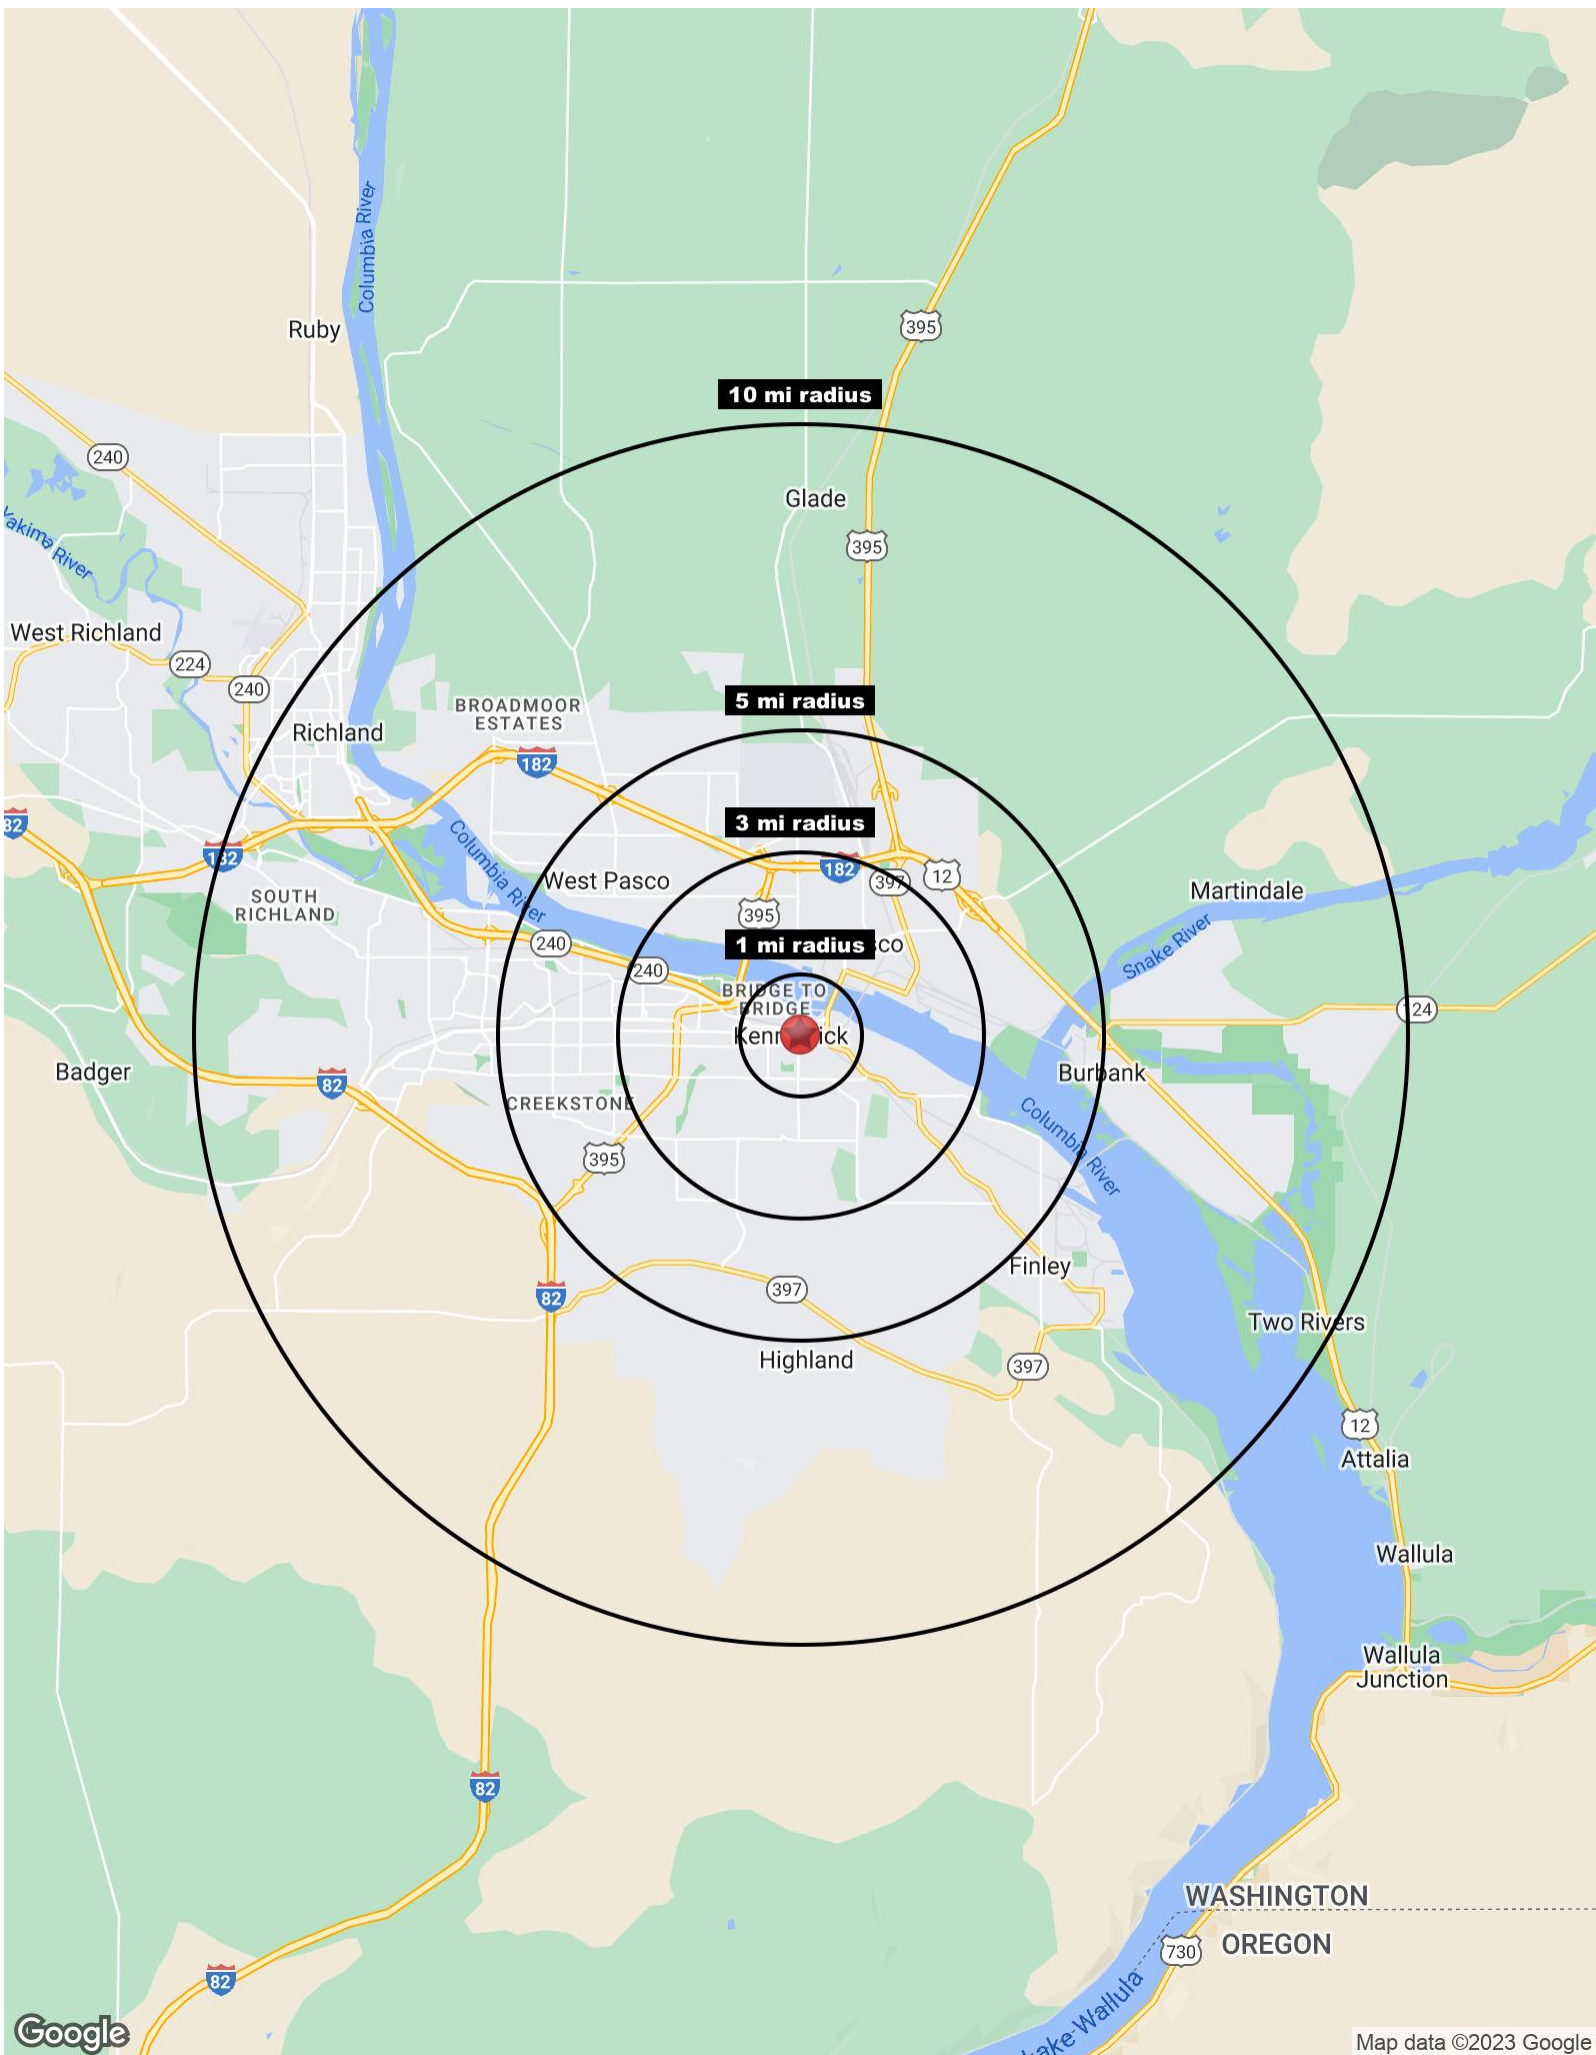 Columbia River
Ruby
395
10 mi radius
240
Glade
395
Yakima River
West Richland
224
240
5 mi radius
BROADMOOR
ESTATES
Richland
182
82
3 mi radius
Columbia River
182
182
12
397
West Pasco
Martindale
SOUTH
RICHLAND
395
240
1 mi radius
Snake River
240
BRIDGE TO
BRIDGE
124
Kennewick
Badger
82
Burbank
CREEKSTONE
Columbia River
395
Finley
397
82
Two Rivers
Highland
397
12
Attalia
Wallula
Wallula
Junction
82
WASHINGTON
OREGON
730
82
Lake Wallula
Google
Map data ©2023 Google